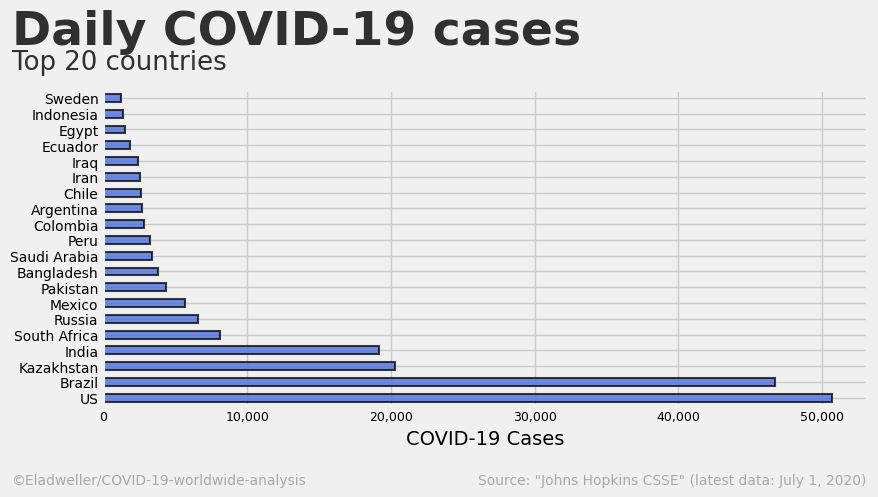 Daily COVID-19 cases
Top 20 countries
Sweden
Indonesia
Egypt
Ecuador
Iraq
Iran
Chile
Argentina
Colombia
Peru
Saudi Arabia
Bangladesh
Pakistan
Mexico
Russia
South Africa
India
Kazakhstan
Brazil
US
0 10,000 20,000 30,000 40,000 50,000
COVID-19 Cases
©Eladweller/COVID-19-worldwide-analysis Source: "Johns Hopkins CSSE" (latest data: July 1, 2020)